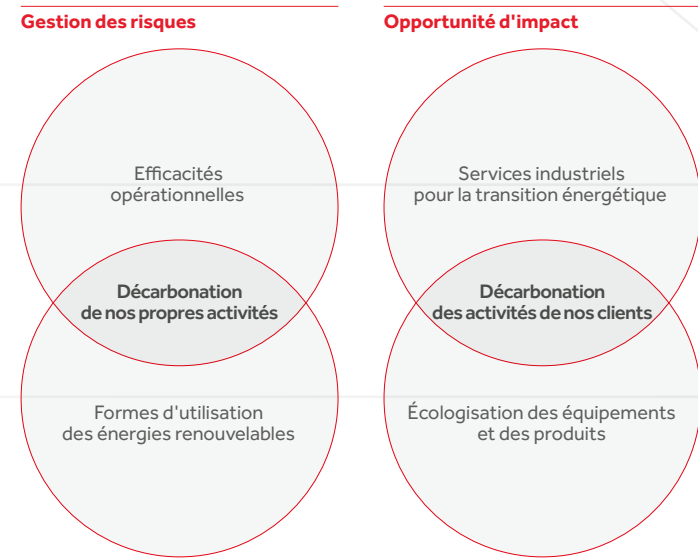 Gestion des risques
Efficacités
opérationnelles
Décarbonation
de nos propres activités
Formes d'utilisation
des énergies renouvelables
Opportunité d'impact
Services industriels
pour la transition énergétique
Décarbonation
des activités de nos clients
Écologisation des équipements
et des produits